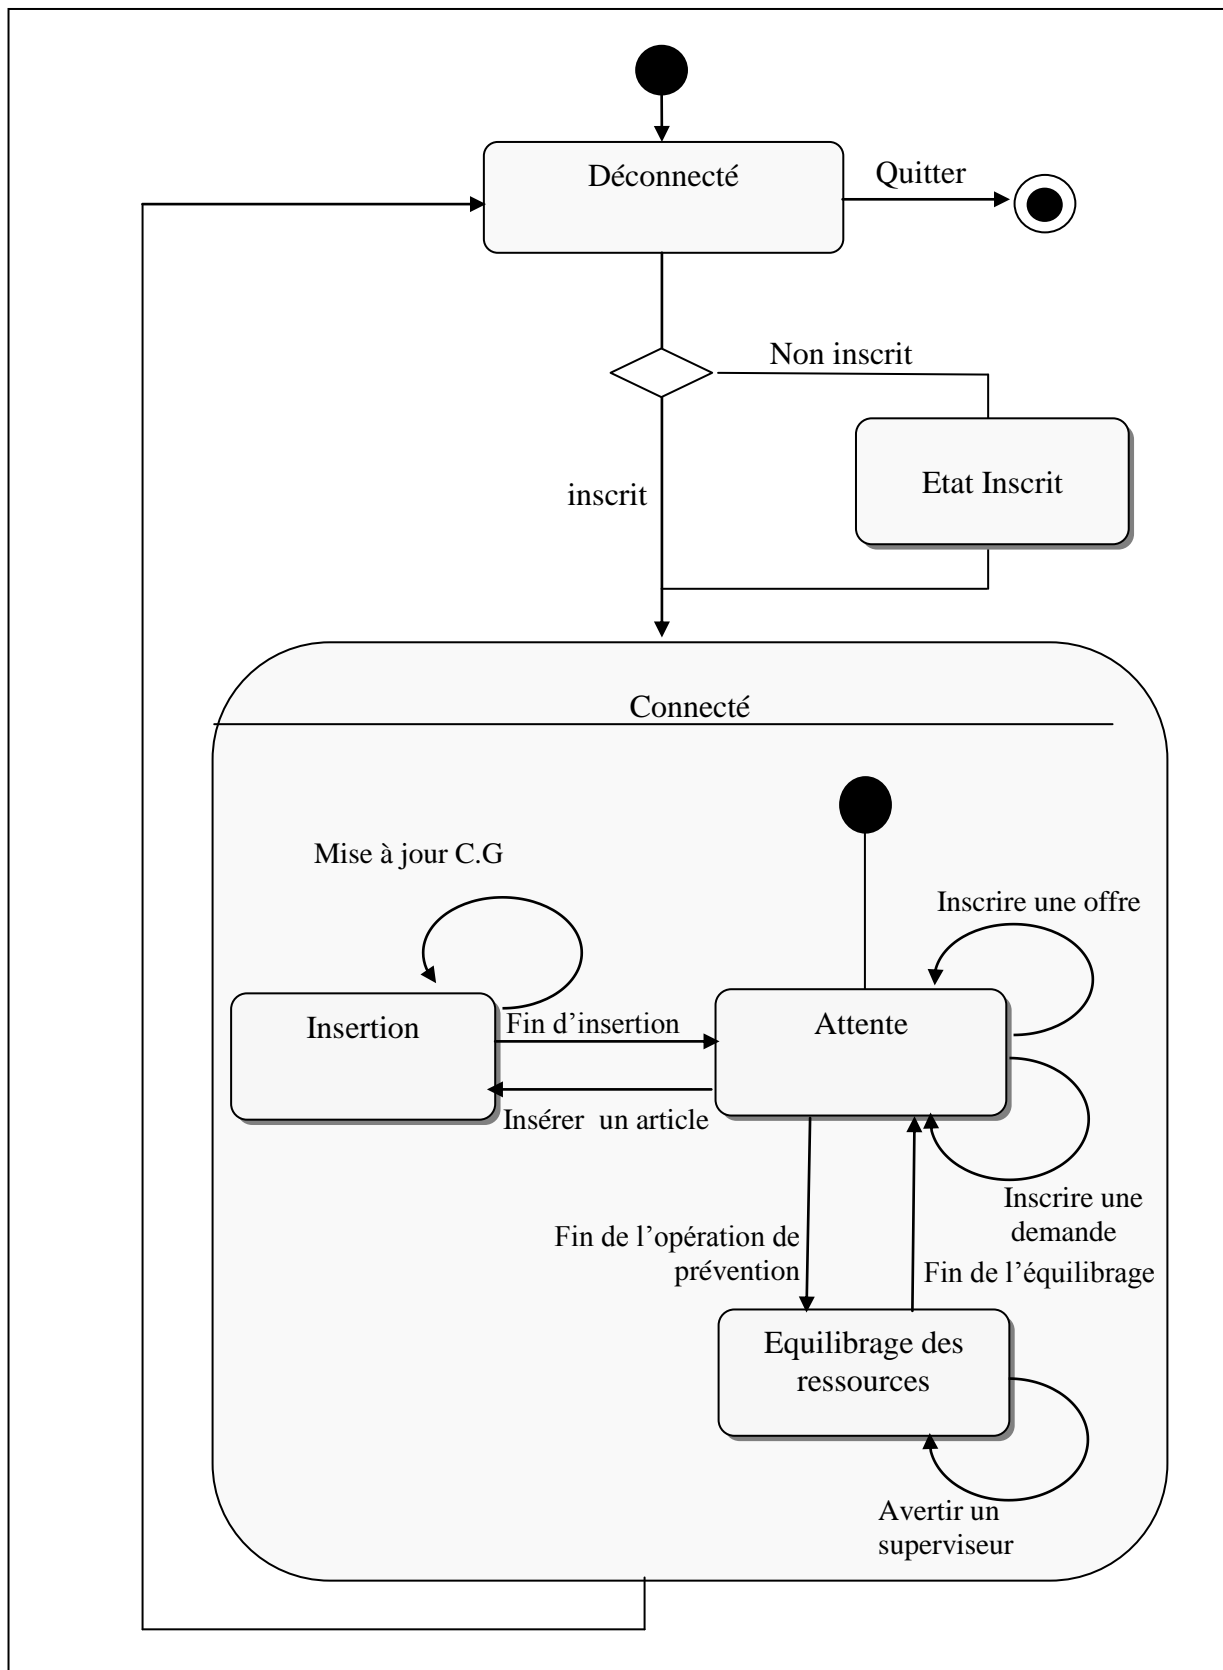 Déconnecté
Quitter
Non inscrit
Etat Inscrit
inscrit
Connecté
Mise à jour C.G
Inscrire une offre
Insertion
Fin d’insertion
Attente
Insérer  un article
Inscrire une
demande
Fin de l’opération de
prévention
Fin de l’équilibrage
Equilibrage des
ressources
Avertir un
superviseur